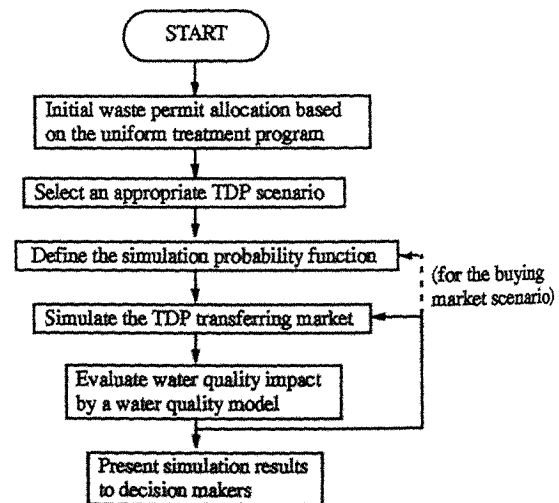 START
Initial waste permit allocation based
on the uniform treatment program
Select an appropriate TDP scenario
Define the simulation probability function
(for the buying
market scenario)
Simulate the TDP transferring market
Evaluate water quality impact
by a water quality model
Present simulation results
to decision makers